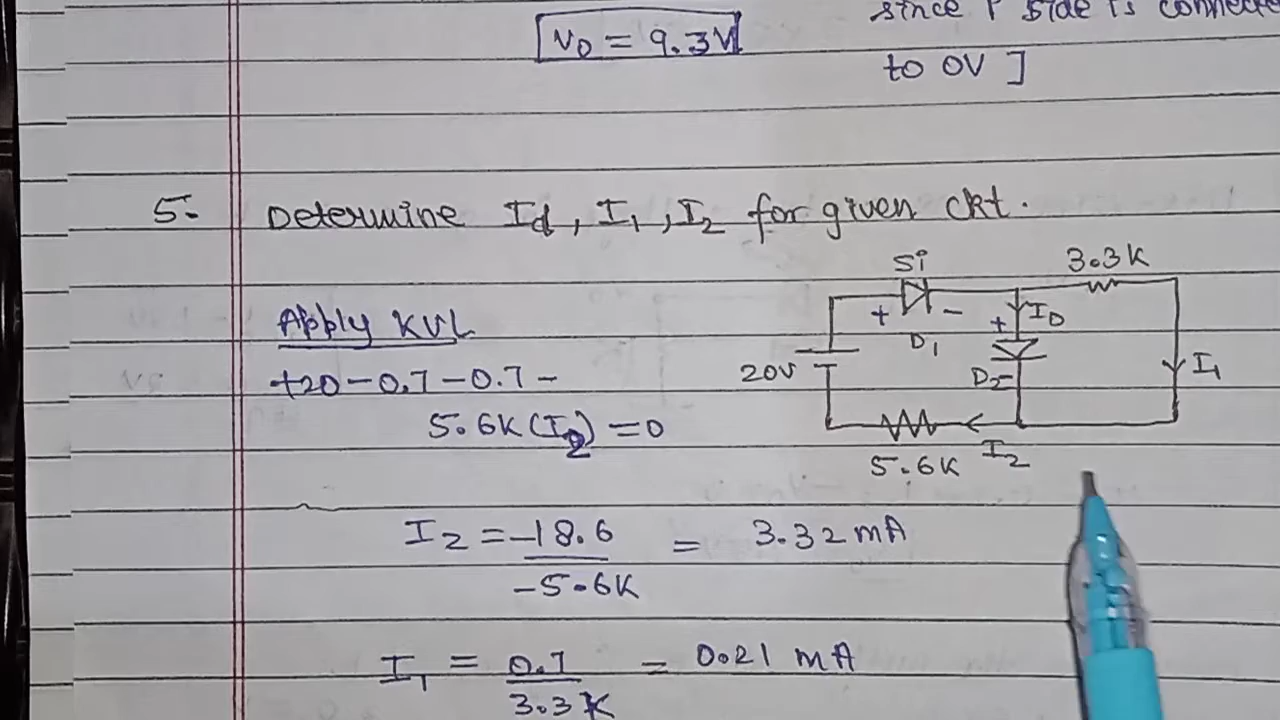 since P side is connecte
V0 = 9.3V
to 0V ]
5. Determine Id, I1, I2 for given ckt.
Si
3.3K
Apply KVL
+ -
+
ID
D1
+20-0.7-0.7-
20V
D2
-
I1
5.6K(I2) =0
5.6K
I2
I2 = -18.6 = 3.32 mA
-5.6K
I1 = 0.7 = 0.21 mA
3.3K